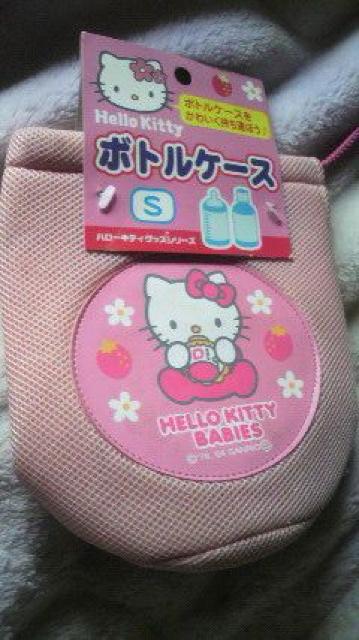 Hello Kitty
ボトルケースを
かわいく持ち運ぼう♪
ボトルケース
S
ハローキティグッズシリーズ
HELLO KITTY
BABIES
SANRIO